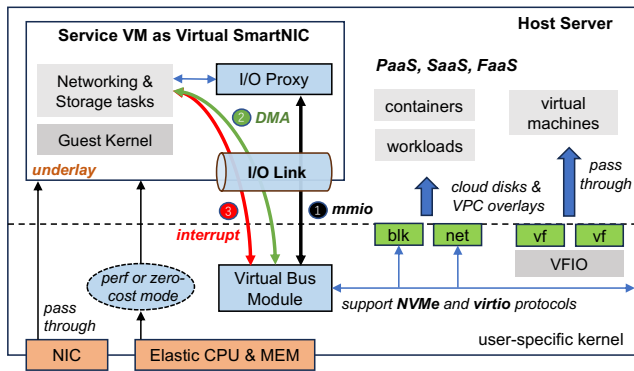 Host Server
Service VM as Virtual SmartNIC
Networking &
Storage tasks
I/O Proxy
Guest Kernel
2 DMA
underlay
I/O Link
3
interrupt
1 mmio
PaaS, SaaS, FaaS
containers
workloads
virtual
machines
cloud disks &
VPC overlays
pass
through
blk
net
vf
vf
VFIO
perf or zero-
cost mode
Virtual Bus
Module
support NVMe and virtio protocols
pass
through
user-specific kernel
NIC
Elastic CPU & MEM